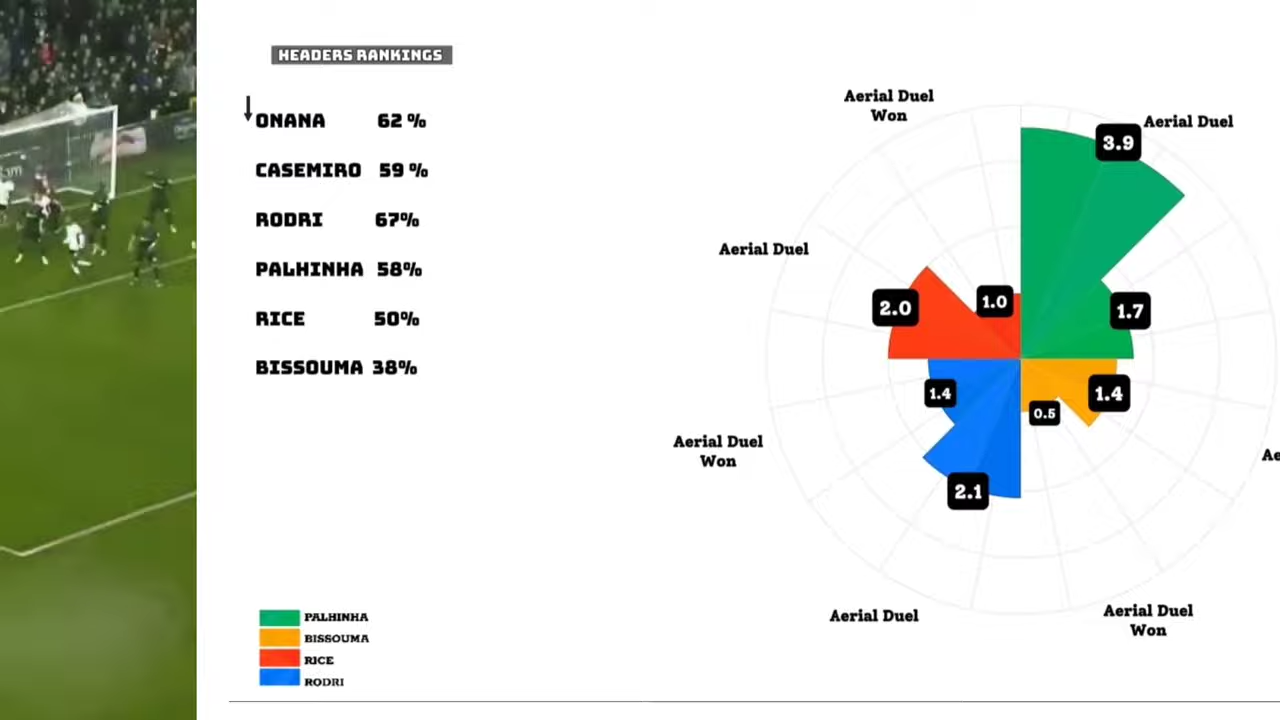 HEADERS RANKINGS
ONANA 62 %
CASEMIRO 59 %
RODRI 67%
PALHINHA 58%
RICE 50%
BISSOUMA 38%
PALHINHA
BISSOUMA
RICE
RODRI
Aerial Duel
Won
Aerial Duel
3.9
Aerial Duel
2.0
1.0
1.7
1.4
1.4
0.5
Aerial Duel
Won
2.1
Aerial Duel
Aerial Duel
Won
Ae